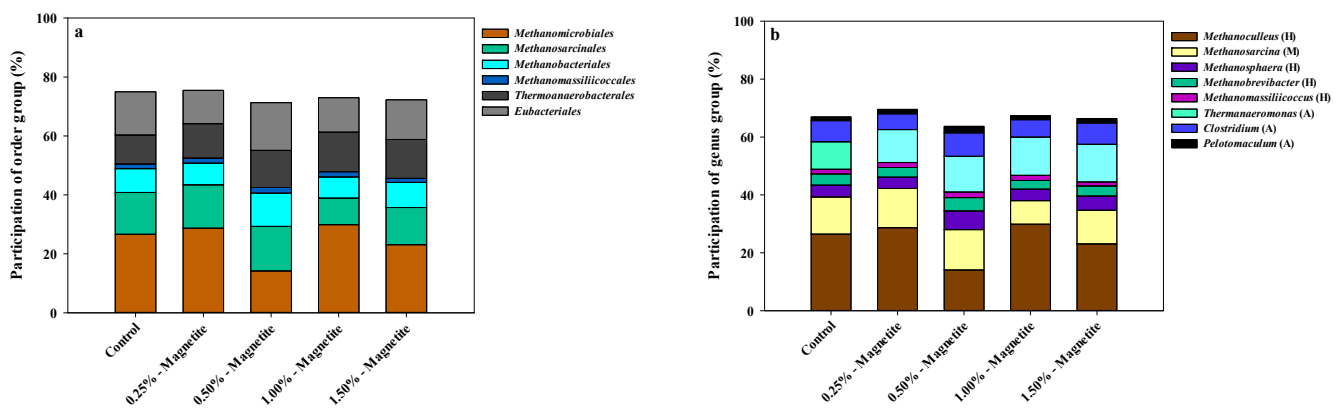 a
Participation of order group (%)
100
80
60
40
20
0
Control
0.25% - Magnetite
0.50% - Magnetite
1.00% - Magnetite
1.50% - Magnetite
Methanomicrobiales
Methanosarcinales
Methanobacteriales
Methanomassiliicoccales
Thermoanaerobacterales
Eubacteriales
b
Participation of genus group (%)
100
80
60
40
20
0
Control
0.25% - Magnetite
0.50% - Magnetite
1.00% - Magnetite
1.50% - Magnetite
Methanoculleus (H)
Methanosarcina (M)
Methanosphaera (H)
Methanobrevibacter (H)
Methanomassiliicoccus (H)
Thermanaeromonas (A)
Clostridium (A)
Pelotomaculum (A)